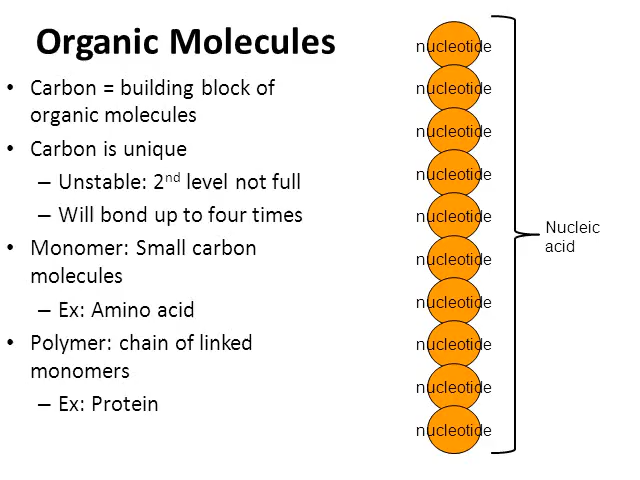 Organic Molecules
• Carbon = building block of
organic molecules
• Carbon is unique
– Unstable: 2nd level not full
– Will bond up to four times
• Monomer: Small carbon
molecules
– Ex: Amino acid
• Polymer: chain of linked
monomers
– Ex: Protein
nucleotide
nucleotide
nucleotide
nucleotide
nucleotide
nucleotide
nucleotide
nucleotide
nucleotide
nucleotide
Nucleic
acid